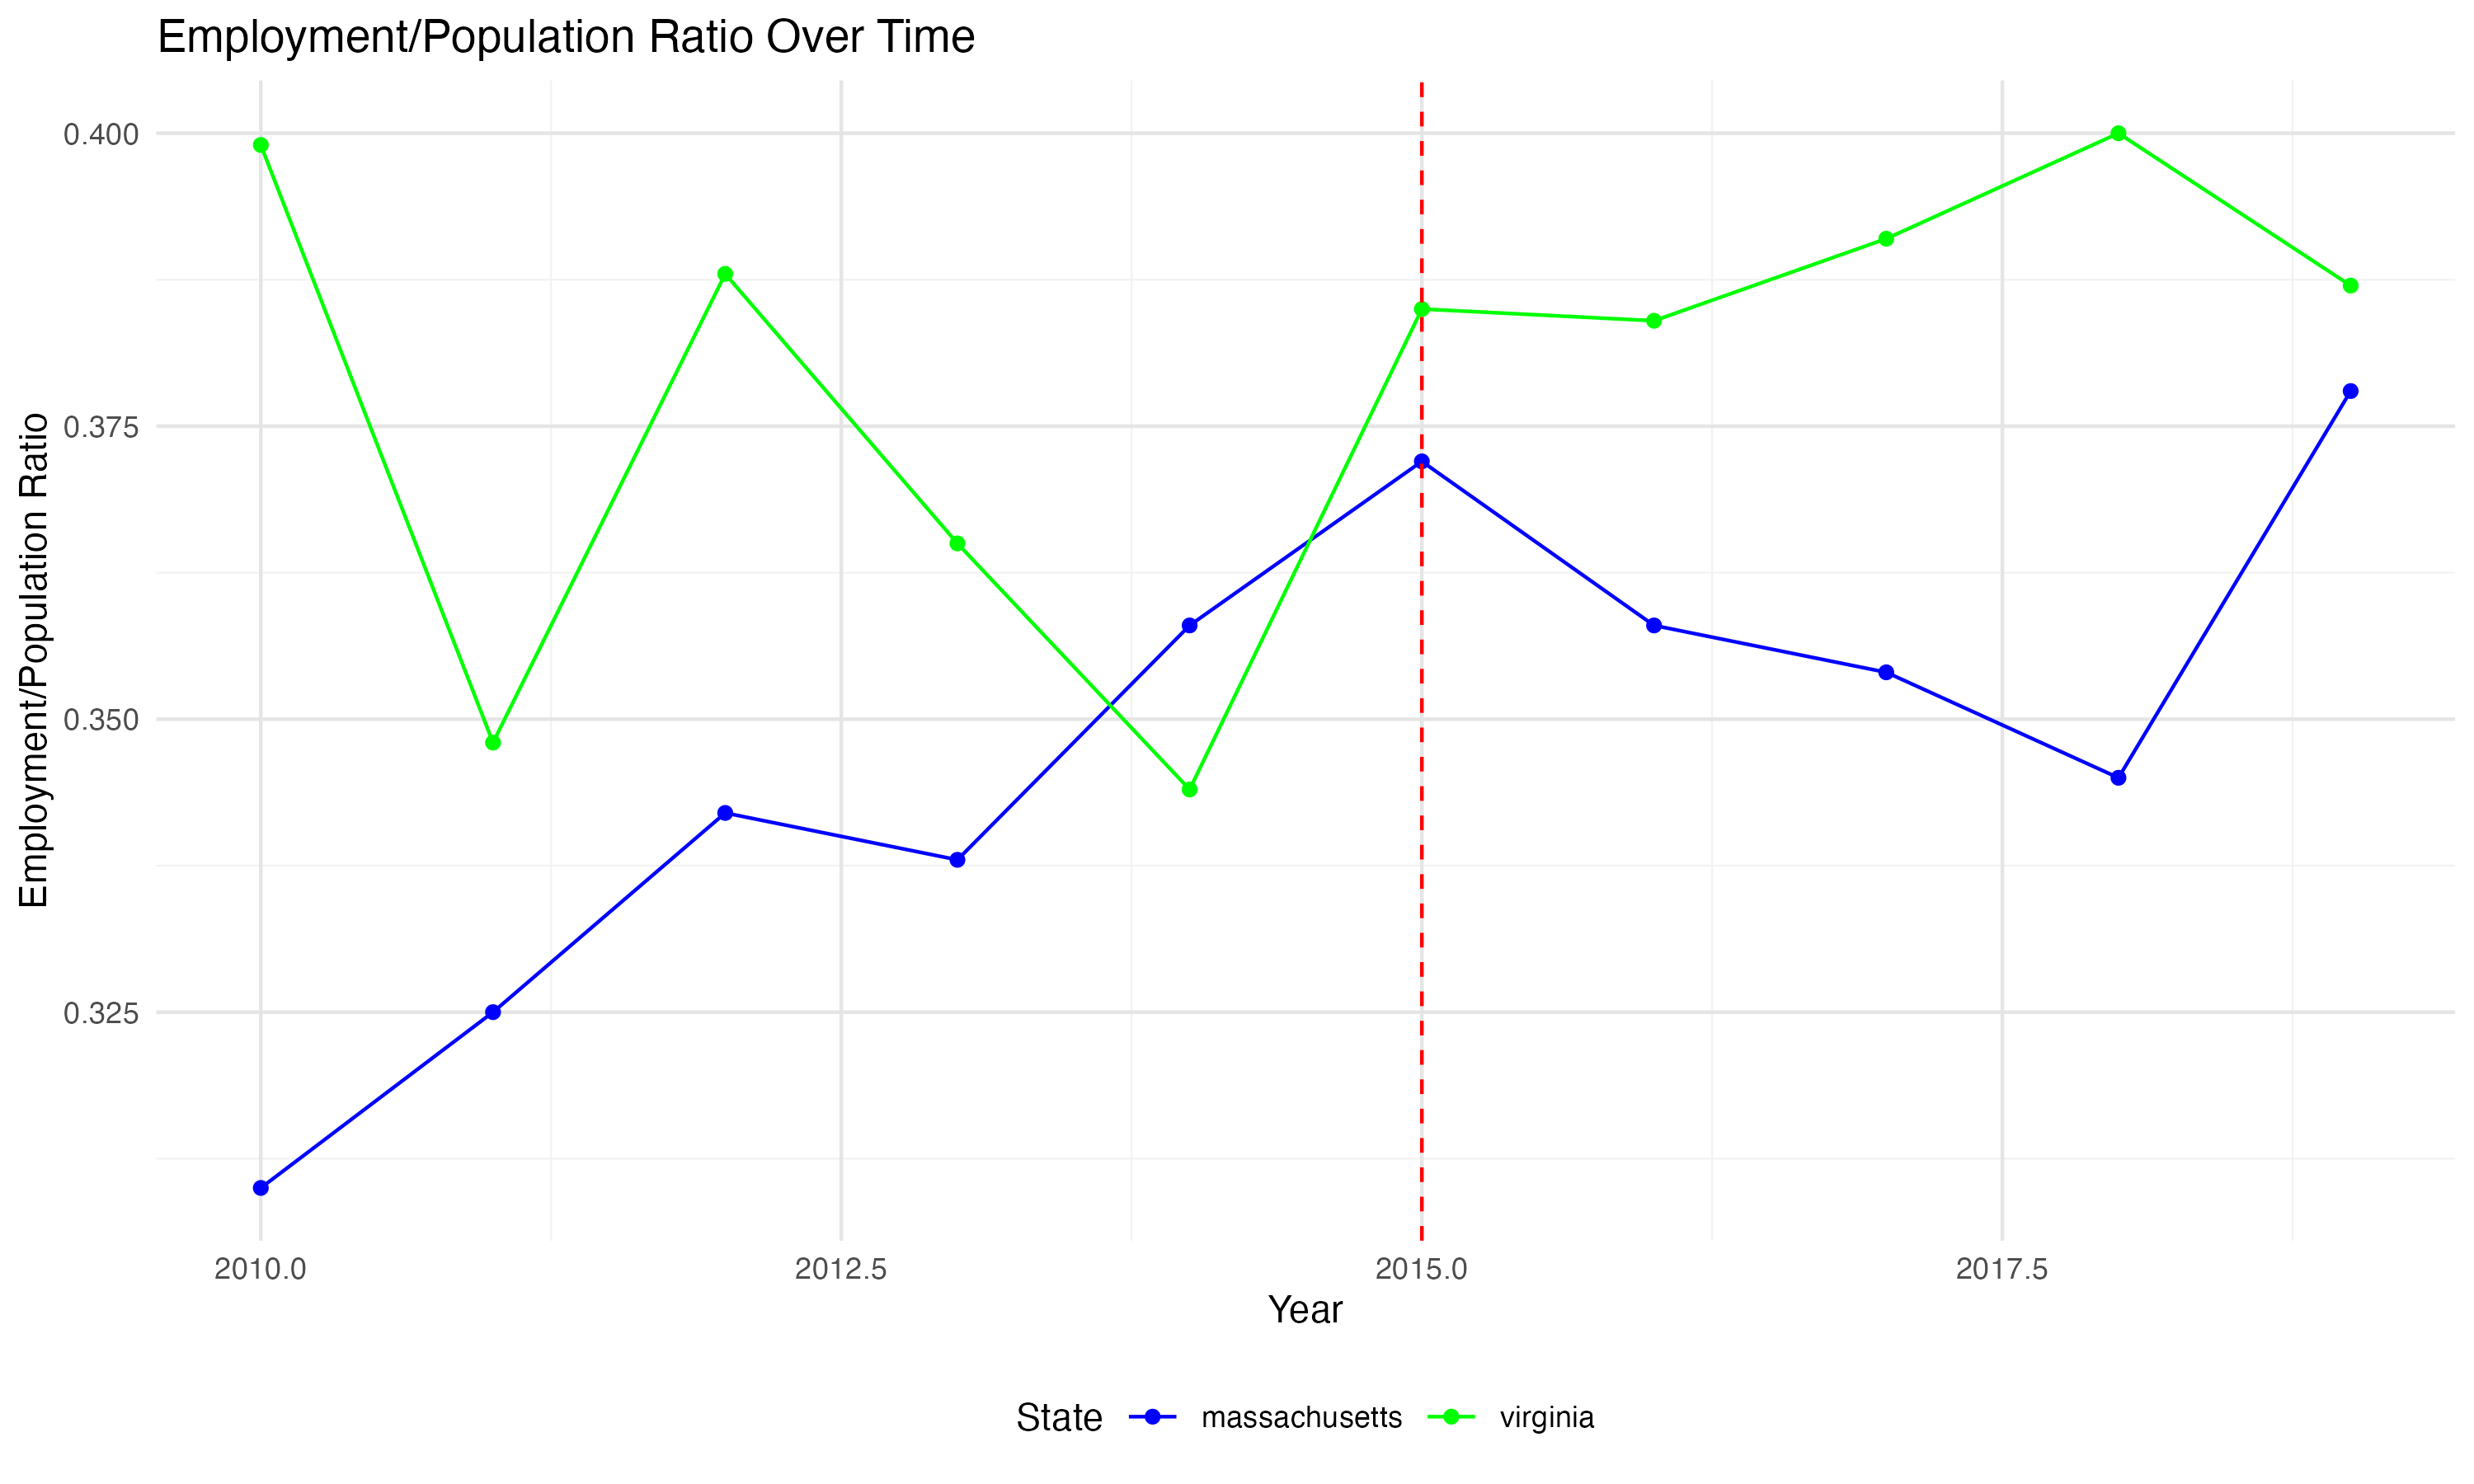 Employment/Population Ratio Over Time
Employment/Population Ratio
0.400
0.375
0.350
0.325
2010.0 2012.5 2015.0 2017.5
Year
State massachusetts virginia